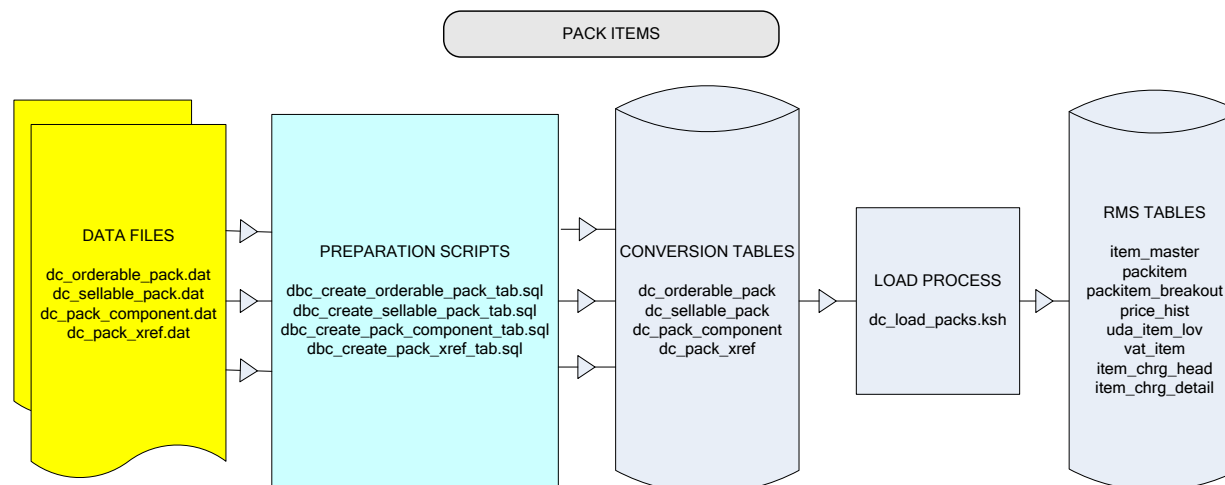 PACK ITEMS
DATA FILES
dc_orderable_pack.dat
dc_sellable_pack.dat
dc_pack_component.dat
dc_pack_xref.dat
PREPARATION SCRIPTS
dbc_create_orderable_pack_tab.sql
dbc_create_sellable_pack_tab.sql
dbc_create_pack_component_tab.sql
dbc_create_pack_xref_tab.sql
CONVERSION TABLES
dc_orderable_pack
dc_sellable_pack
dc_pack_component
dc_pack_xref
LOAD PROCESS
dc_load_packs.ksh
RMS TABLES
item_master
packitem
packitem_breakout
price_hist
uda_item_lov
vat_item
item_chrg_head
item_chrg_detail